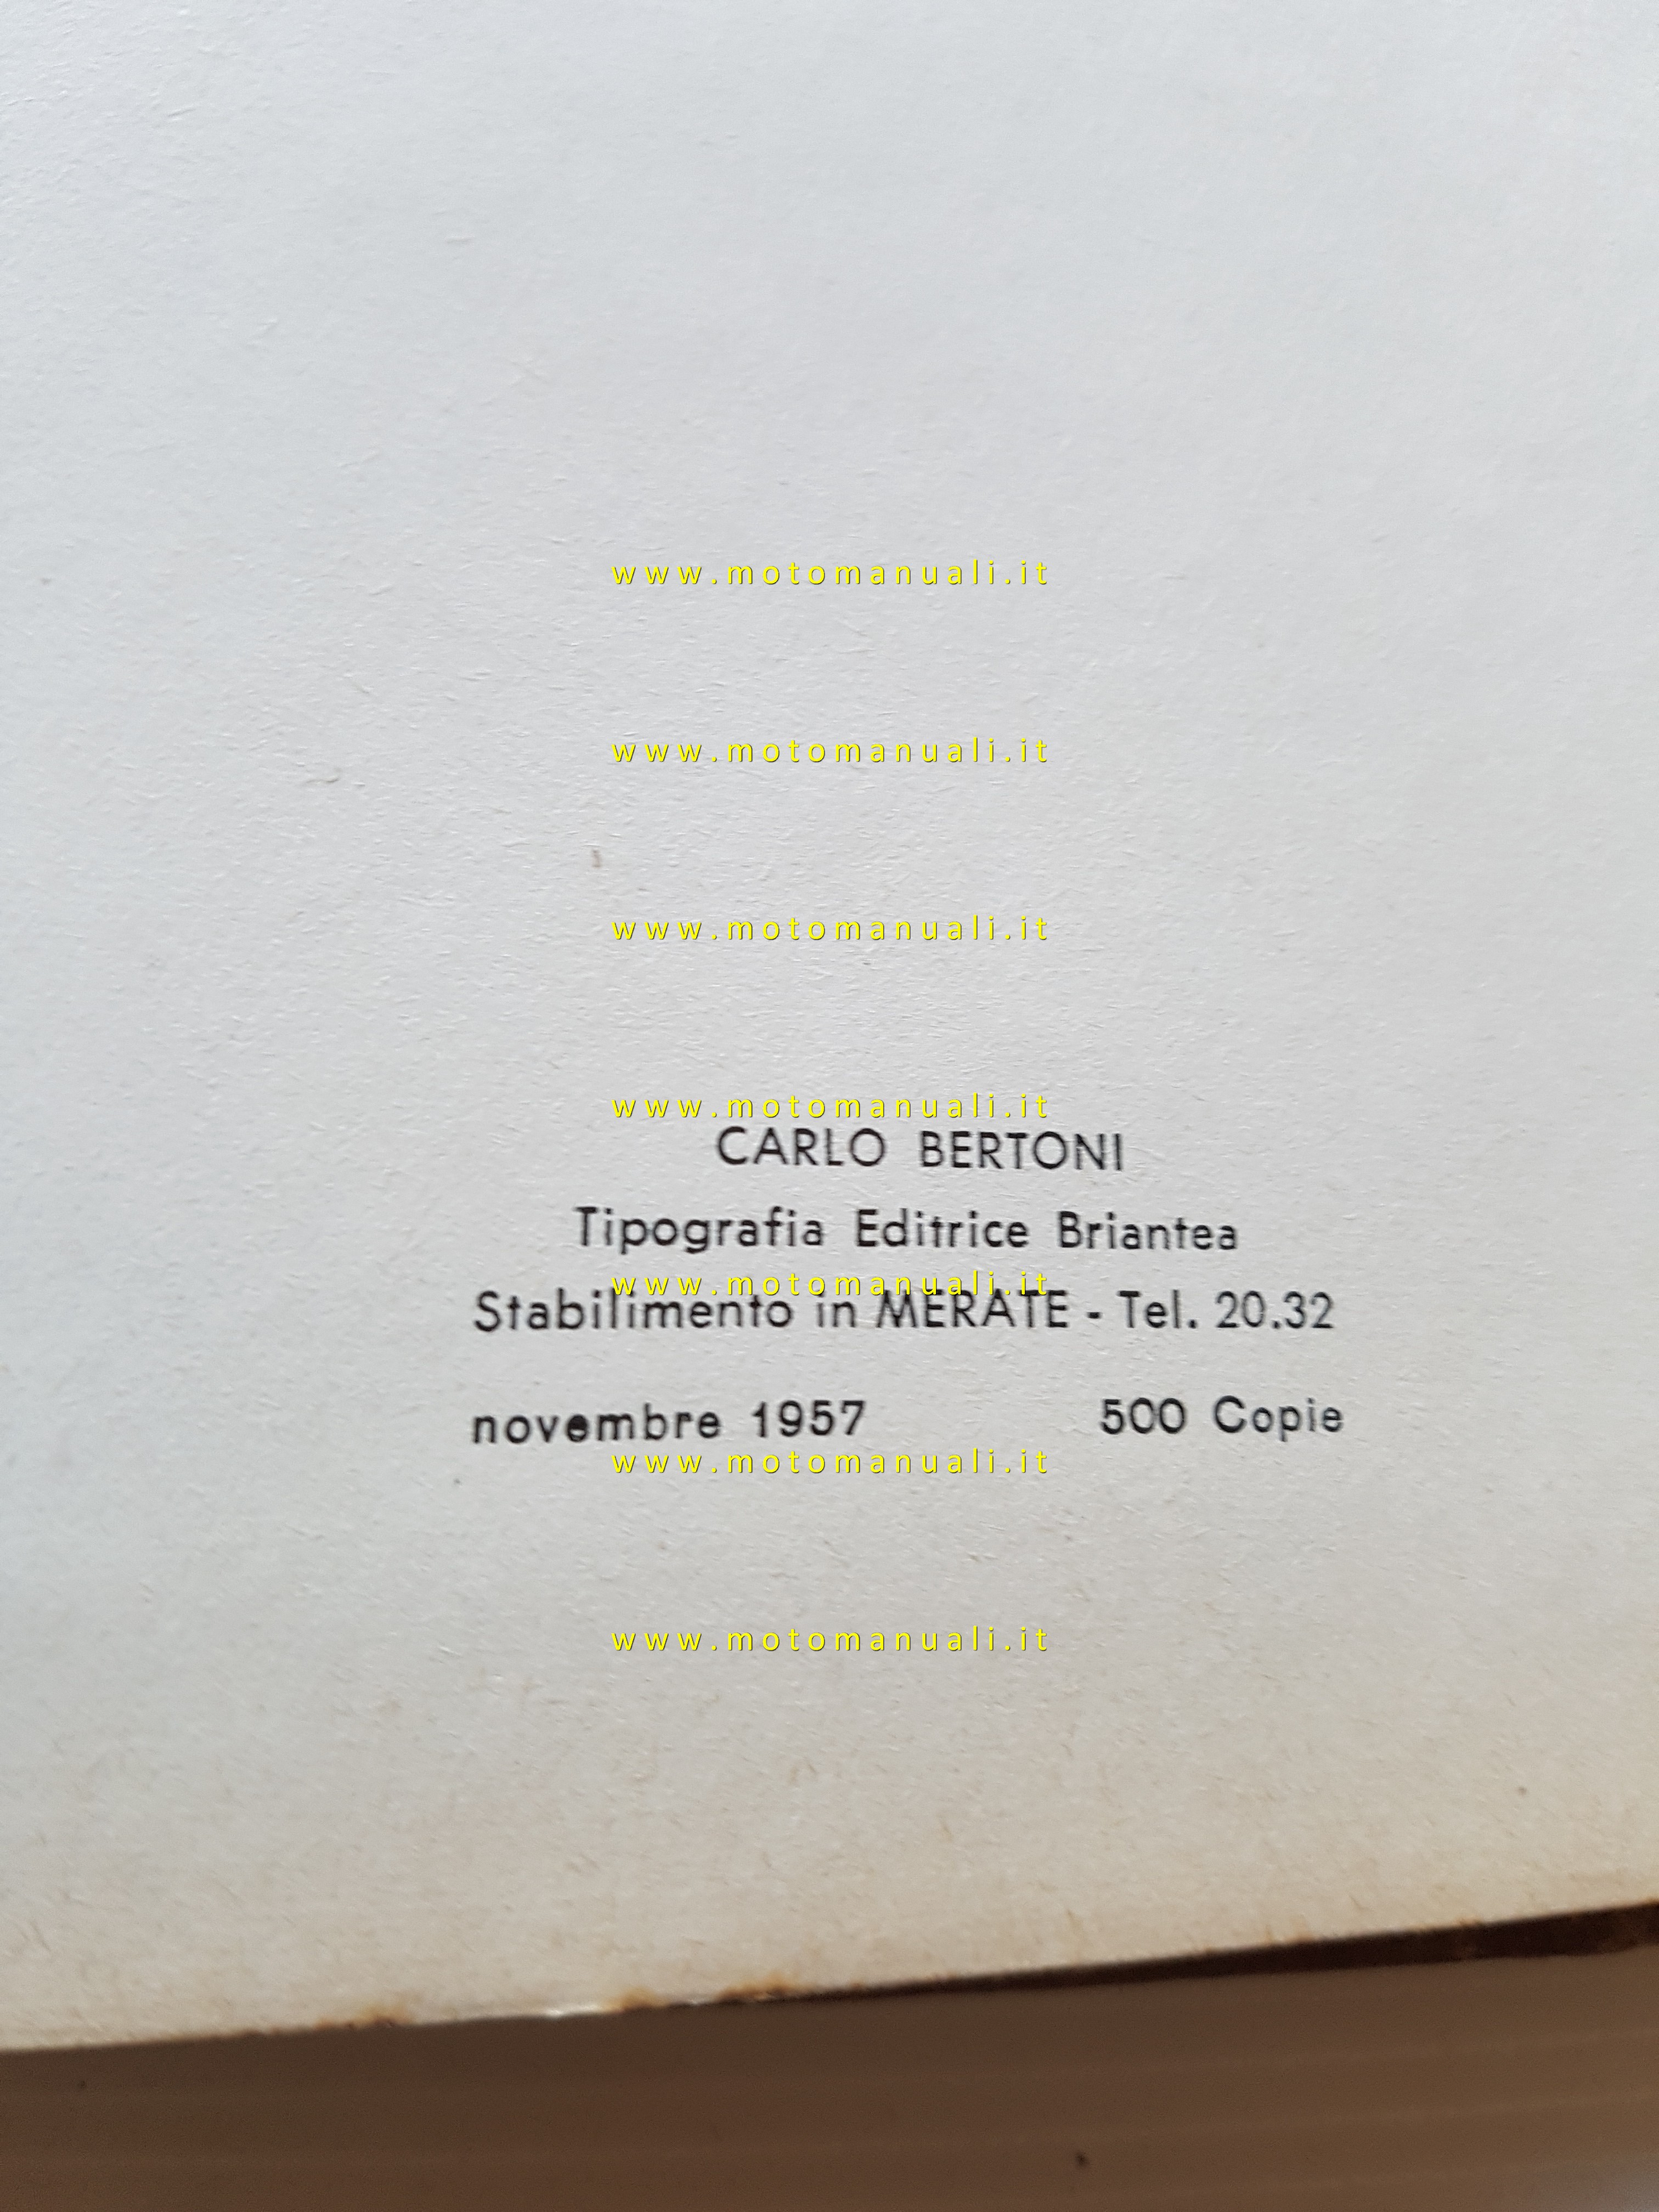 www.motomanuali.it
www.motomanuali.it
www.motomanuali.it
www.motomanuali.it
CARLO BERTONI
Tipografia Editrice Briantea
www.motomanuali.it
Stabilimento in MERATE - Tel. 20.32
novembre 1957 500 Copie
www.motomanuali.it
www.motomanuali.it